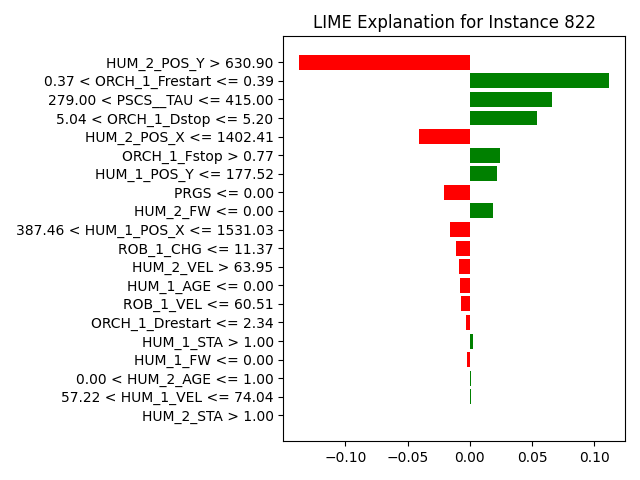 LIME Explanation for Instance 822
HUM_2_POS_Y > 630.90
0.37 < ORCH_1_Frestart <= 0.39
279.00 < PSCS__TAU <= 415.00
5.04 < ORCH_1_Dstop <= 5.20
HUM_2_POS_X <= 1402.41
ORCH_1_Fstop > 0.77
HUM_1_POS_Y <= 177.52
PRGS <= 0.00
HUM_2_FW <= 0.00
387.46 < HUM_1_POS_X <= 1531.03
ROB_1_CHG <= 11.37
HUM_2_VEL > 63.95
HUM_1_AGE <= 0.00
ROB_1_VEL <= 60.51
ORCH_1_Drestart <= 2.34
HUM_1_STA > 1.00
HUM_1_FW <= 0.00
0.00 < HUM_2_AGE <= 1.00
57.22 < HUM_1_VEL <= 74.04
HUM_2_STA > 1.00
−0.10 −0.05 0.00 0.05 0.10